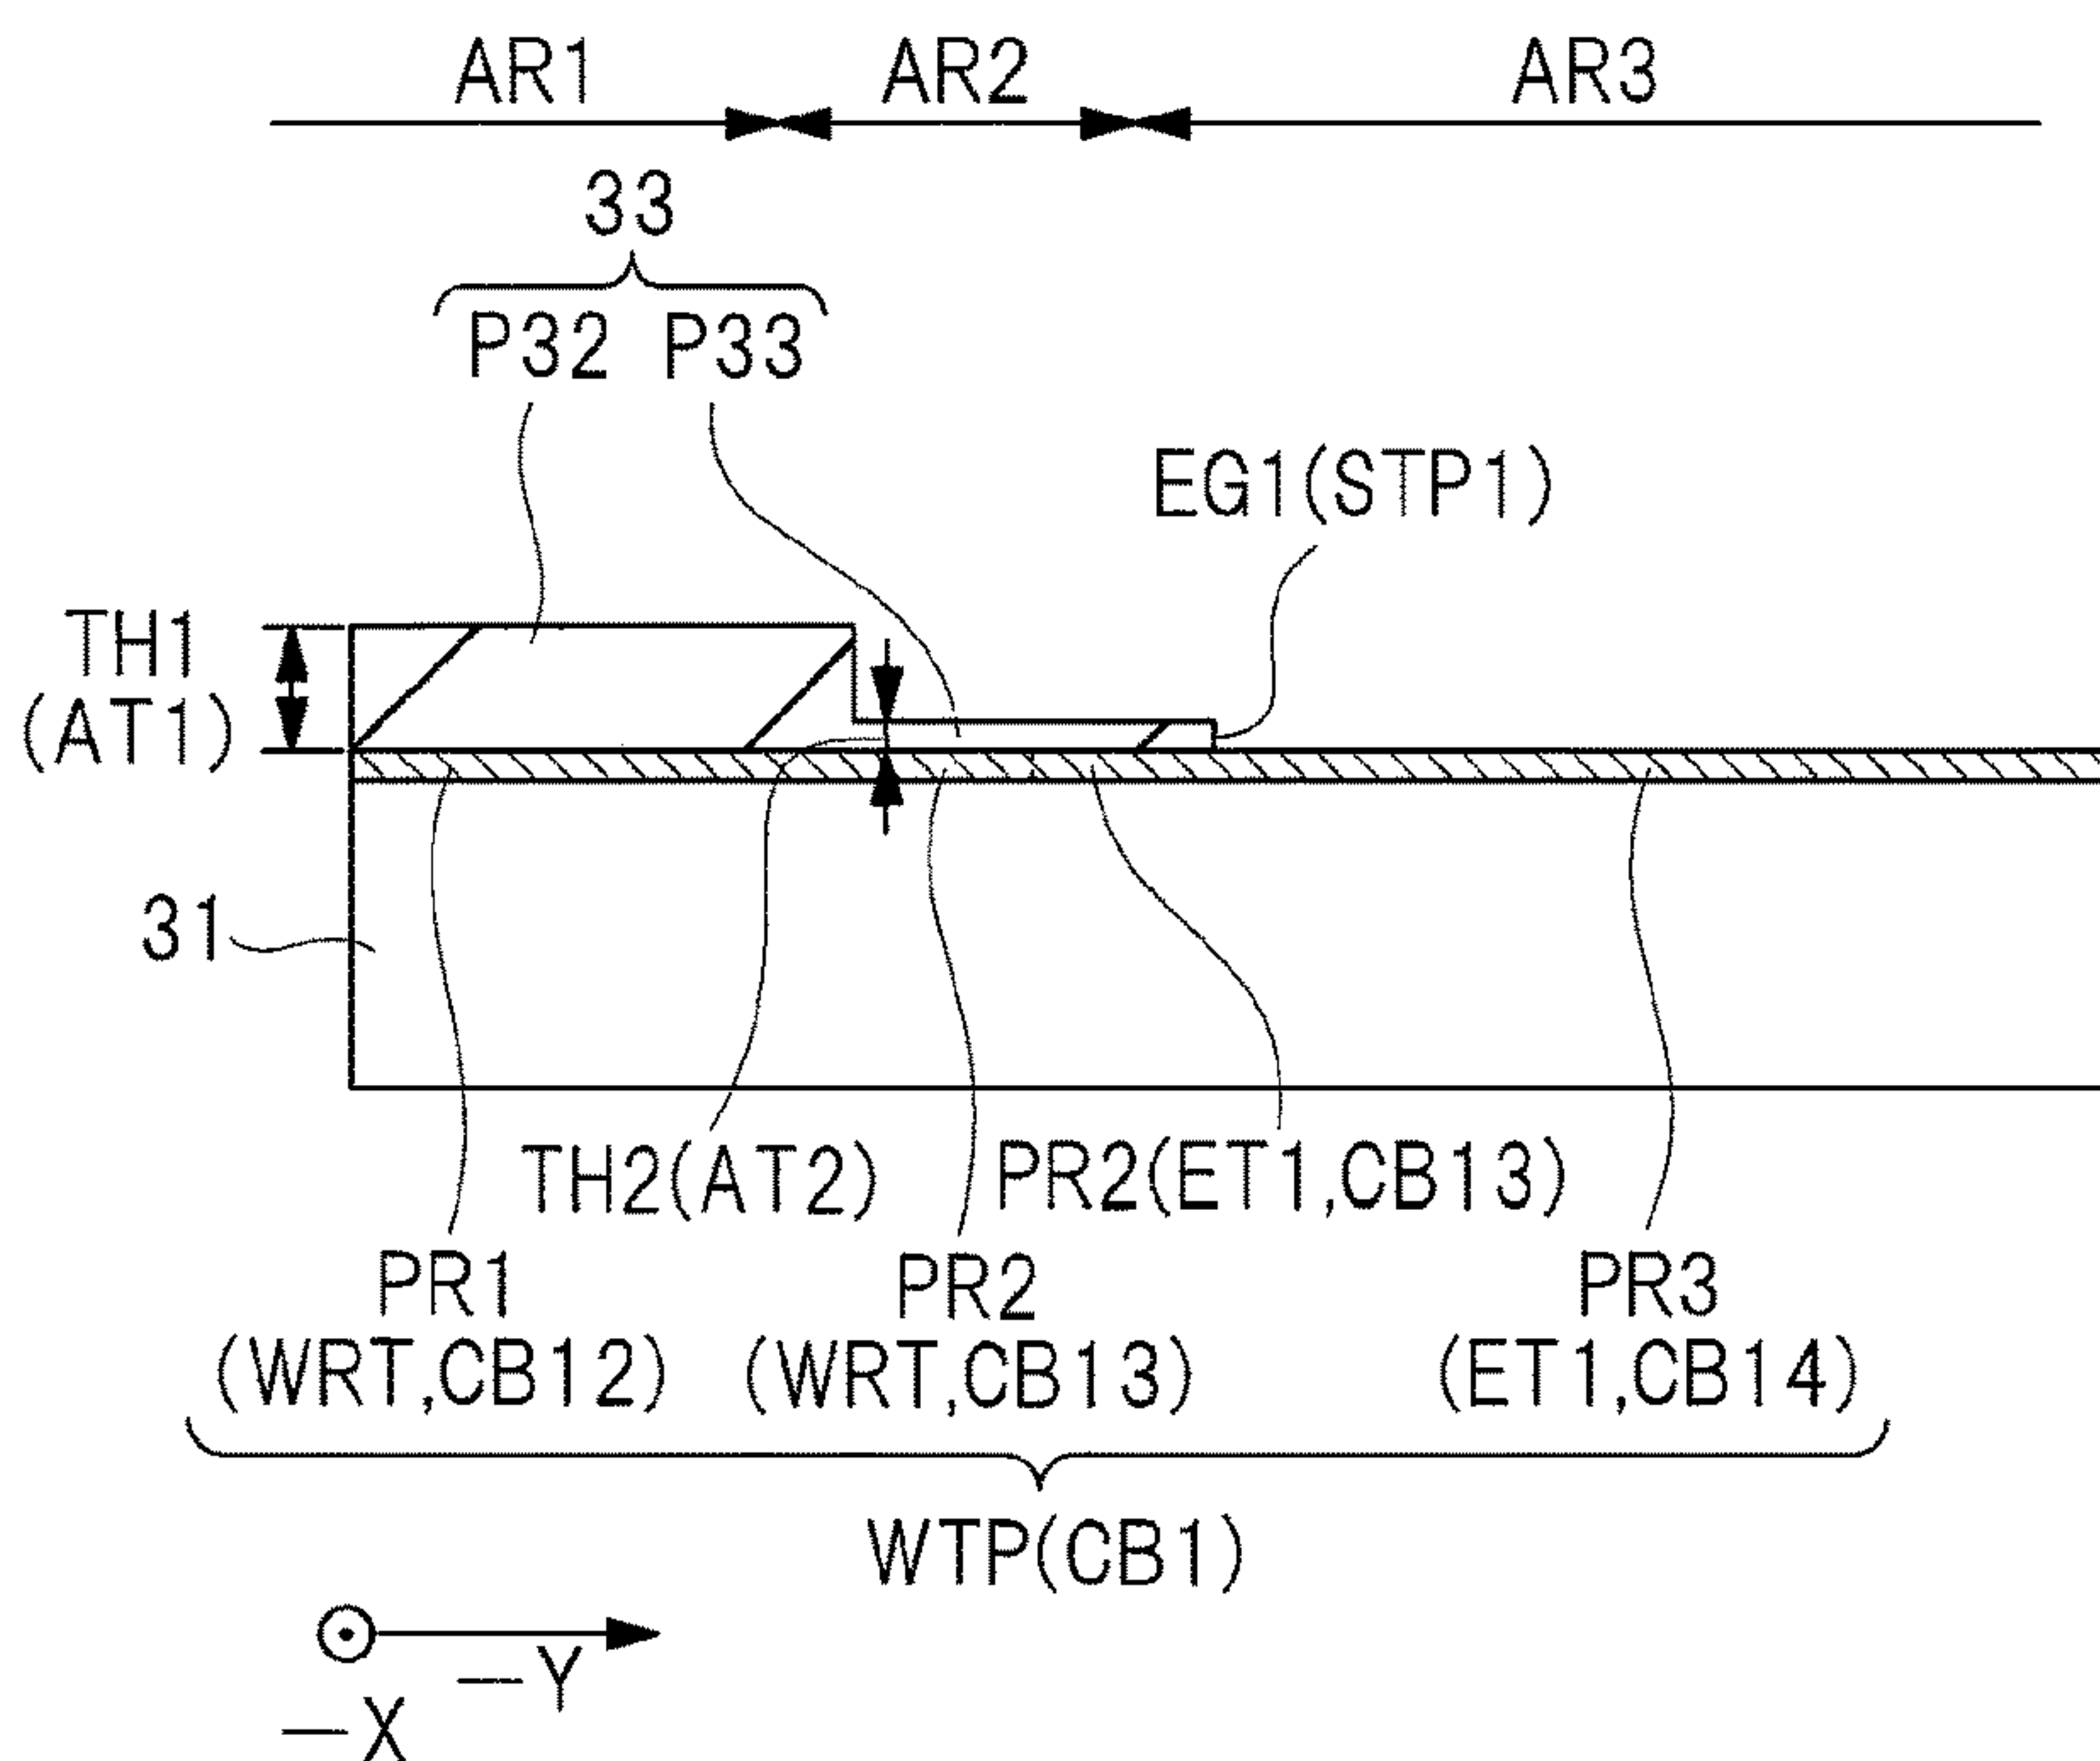 AR1 AR2 AR3
33
P32 P33
EG1(STP1)
TH1
(AT1)
31
TH2(AT2) PR2(ET1,CB13)
PR1 PR2 PR3
(WRT,CB12) (WRT,CB13) (ET1,CB14)
WTP(CB1)
−Y
−X